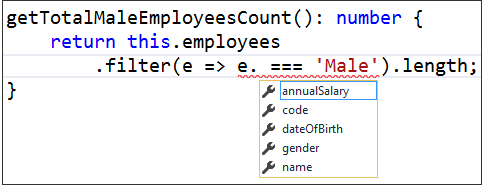 getTotalMaleEmployeesCount(): number {
return this.employees
.filter(e => e. === 'Male').length;
}
annualSalary
code
dateOfBirth
gender
name